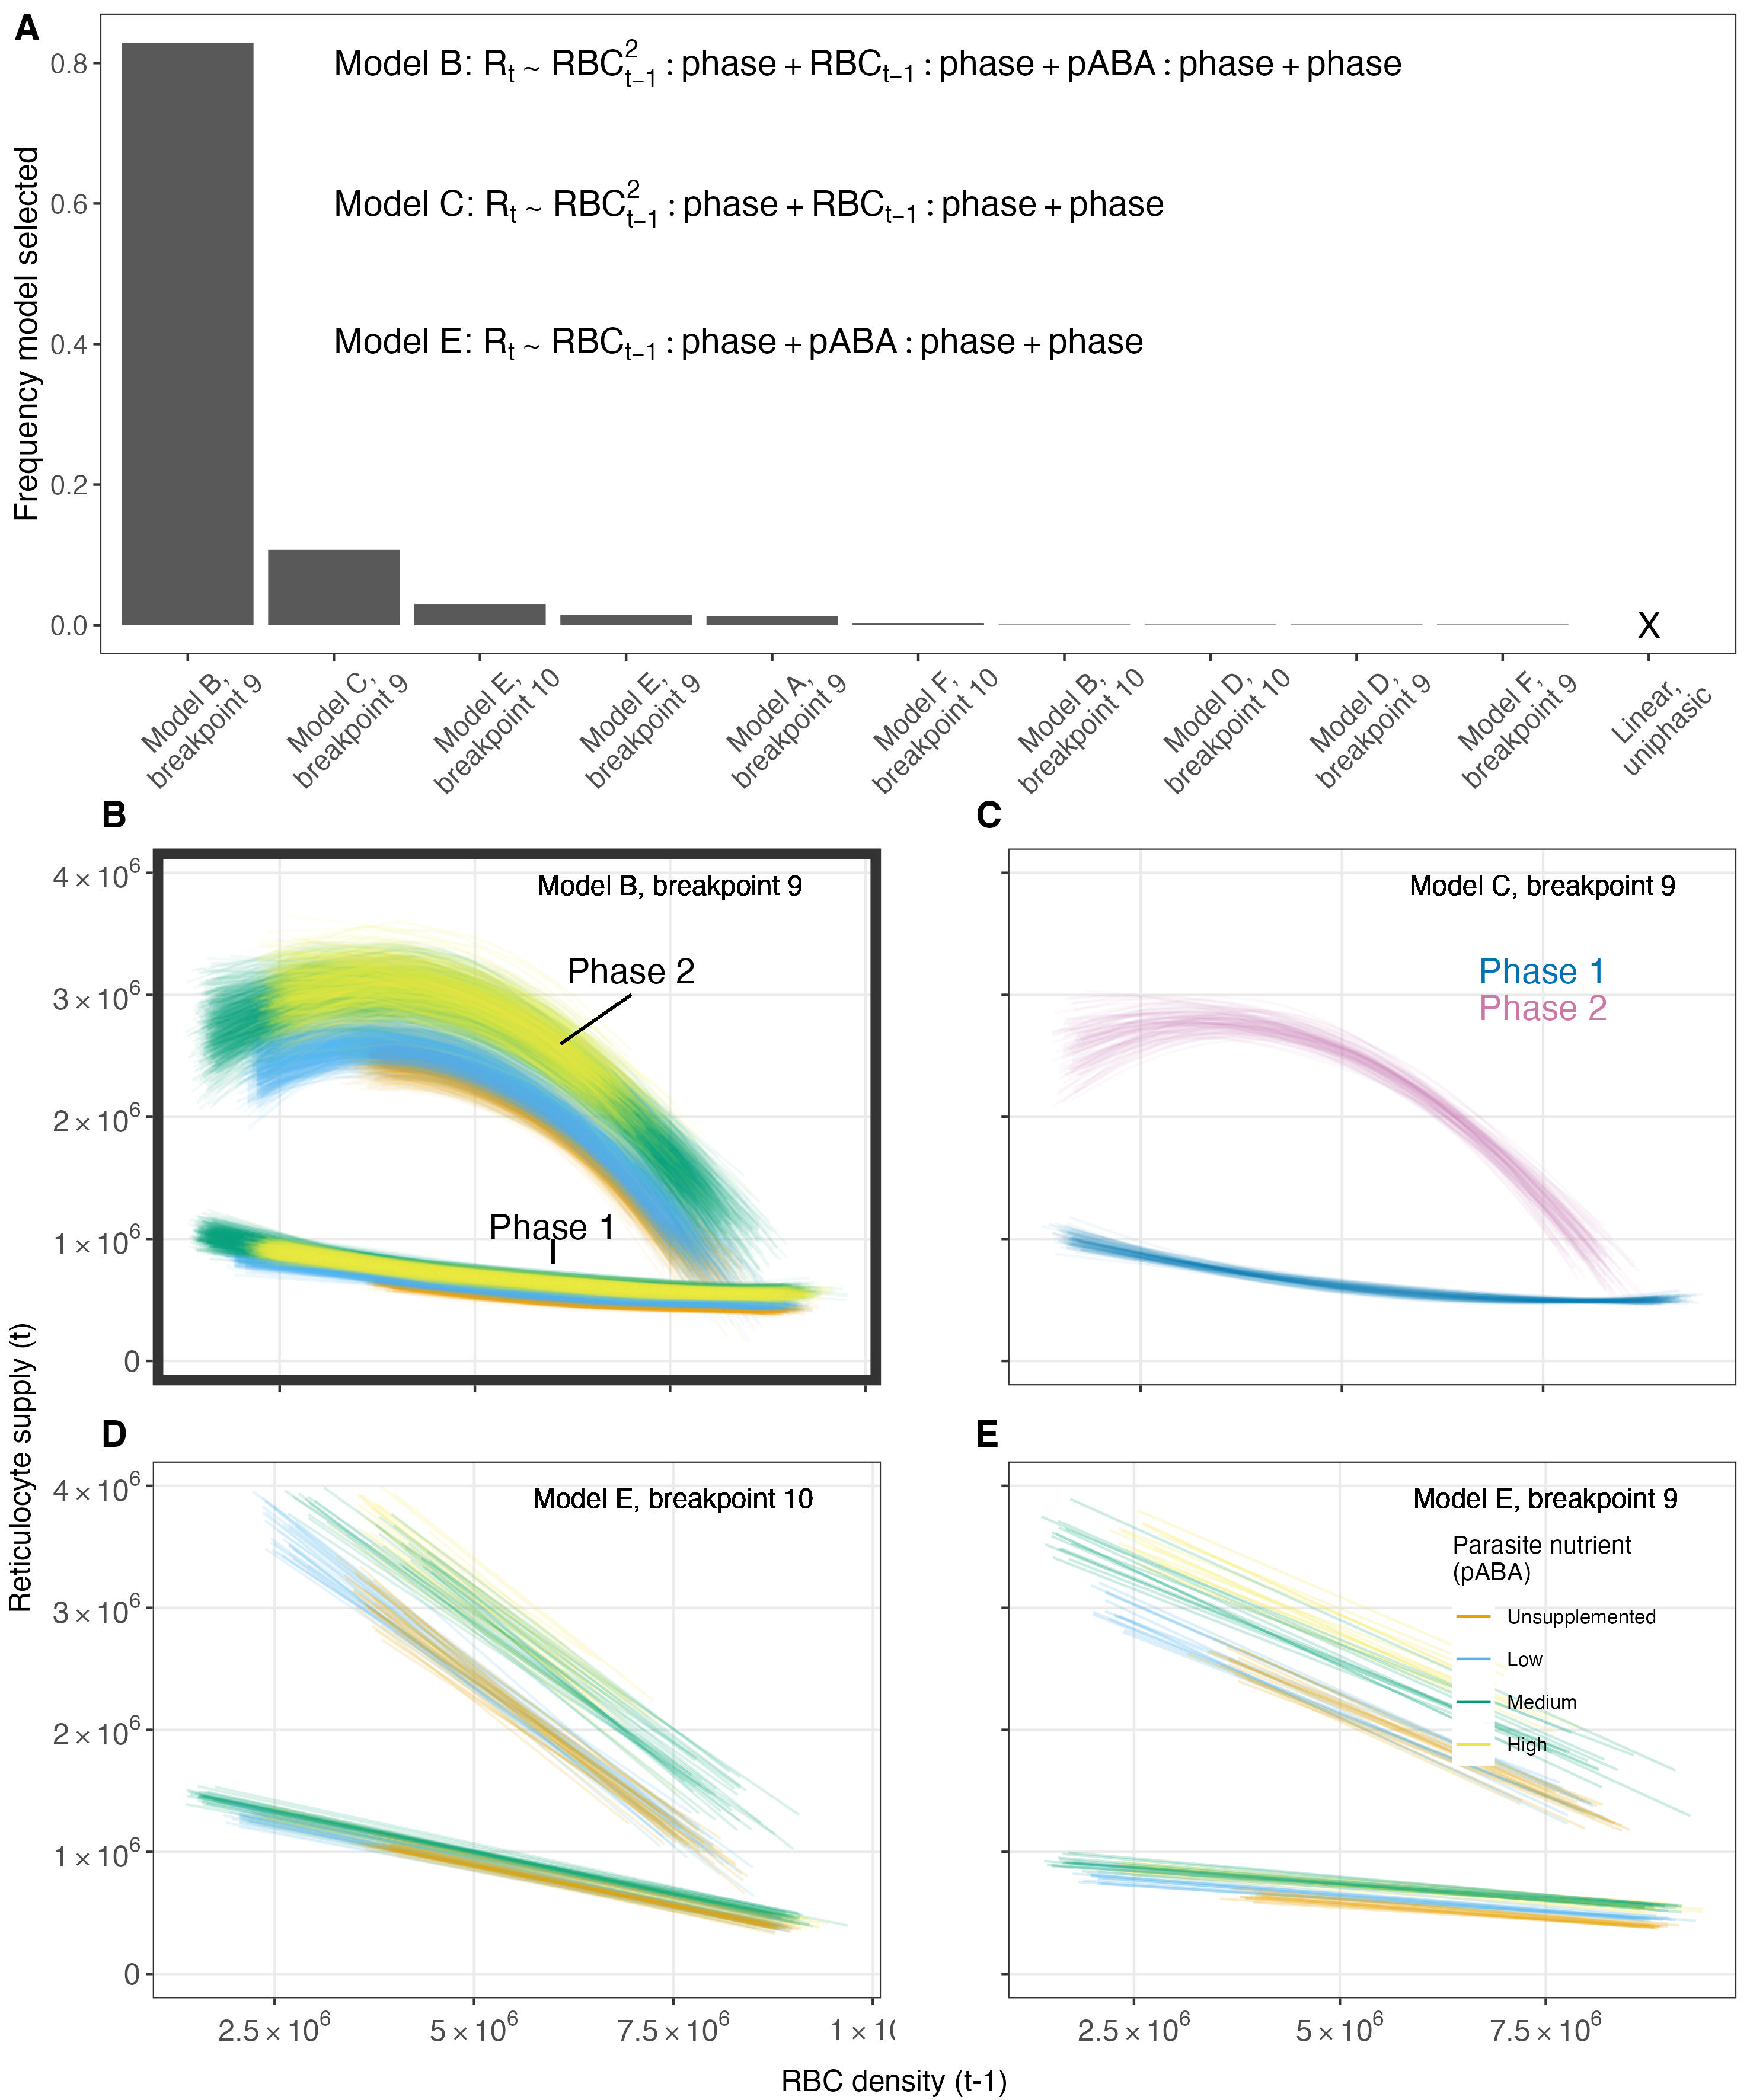 A
Frequency model selected
0.8
0.6
0.4
0.2
0.0
Model B: Rt ~ RBC²t−1 : phase + RBCt−1 : phase + pABA : phase + phase
Model C: Rt ~ RBC²t−1 : phase + RBCt−1 : phase + phase
Model E: Rt ~ RBCt−1 : phase + pABA : phase + phase
X
Model B,
breakpoint 9
Model C,
breakpoint 9
Model E,
breakpoint 10
Model E,
breakpoint 9
Model A,
breakpoint 9
Model F,
breakpoint 10
Model B,
breakpoint 10
Model D,
breakpoint 10
Model D,
breakpoint 9
Model F,
breakpoint 9
Linear,
uniphasic
Reticulocyte supply (t)
B
4 × 10⁶
3 × 10⁶
2 × 10⁶
1 × 10⁶
0
Model B, breakpoint 9
Phase 2
Phase 1
C
Model C, breakpoint 9
Phase 1
Phase 2
D
4 × 10⁶
3 × 10⁶
2 × 10⁶
1 × 10⁶
0
Model E, breakpoint 10
2.5 × 10⁶
5 × 10⁶
7.5 × 10⁶
1 × 1(
E
Model E, breakpoint 9
Parasite nutrient
(pABA)
Unsupplemented
Low
Medium
High
2.5 × 10⁶
5 × 10⁶
7.5 × 10⁶
RBC density (t-1)